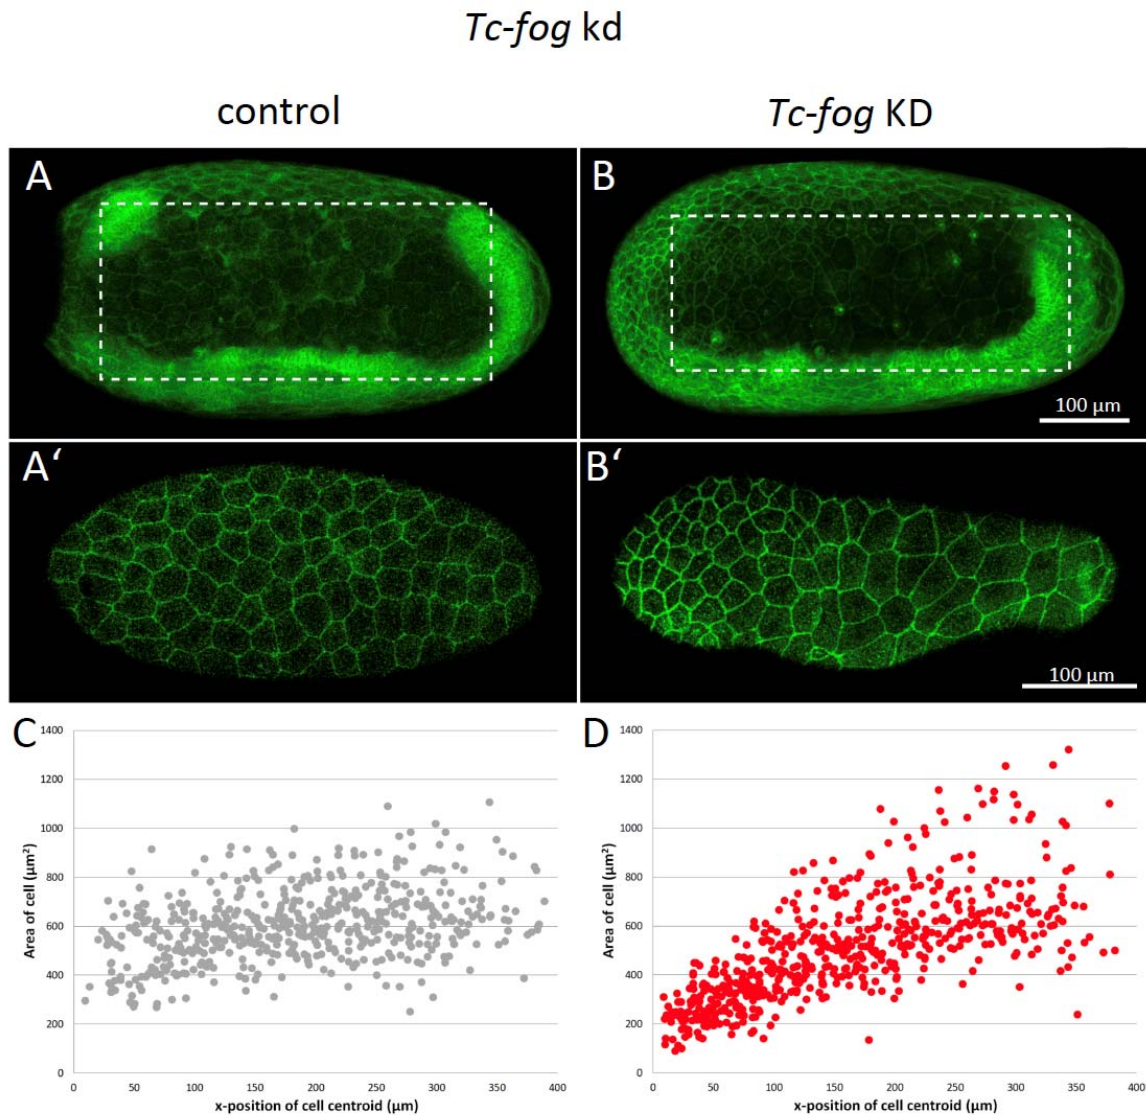 Tc-fog kd
control
Tc-fog KD
A
B
100 µm
A‘
B‘
100 µm
C
1400
1200
1000
800
600
400
200
0
Area of cell (µm²)
0 50 100 150 200 250 300 350 400
x-position of cell centroid (µm)
D
1400
1200
1000
800
600
400
200
0
Area of cell (µm²)
0 50 100 150 200 250 300 350 400
x-position of cell centroid (µm)